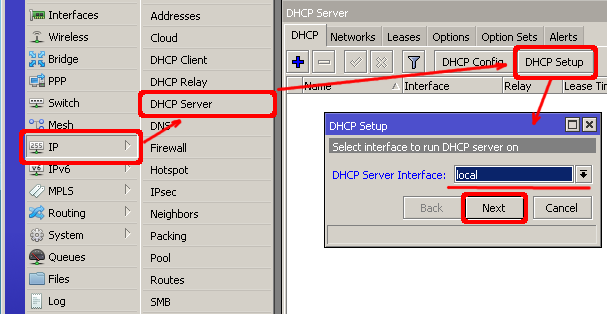 Interfaces
Wireless
Bridge
PPP
Switch
Mesh
255
IP
v6
IPv6
MPLS
Routing
System
Queues
Files
Log
Addresses
Cloud
DHCP Client
DHCP Relay
DHCP Server
DNS
Firewall
Hotspot
IPsec
Neighbors
Packing
Pool
Routes
SMB
DHCP Server
DHCP Networks Leases Options Option Sets Alerts
DHCP Config DHCP Setup
Name Interface Relay Lease Tim
DHCP Setup
Select interface to run DHCP server on
DHCP Server Interface: local
Back Next Cancel